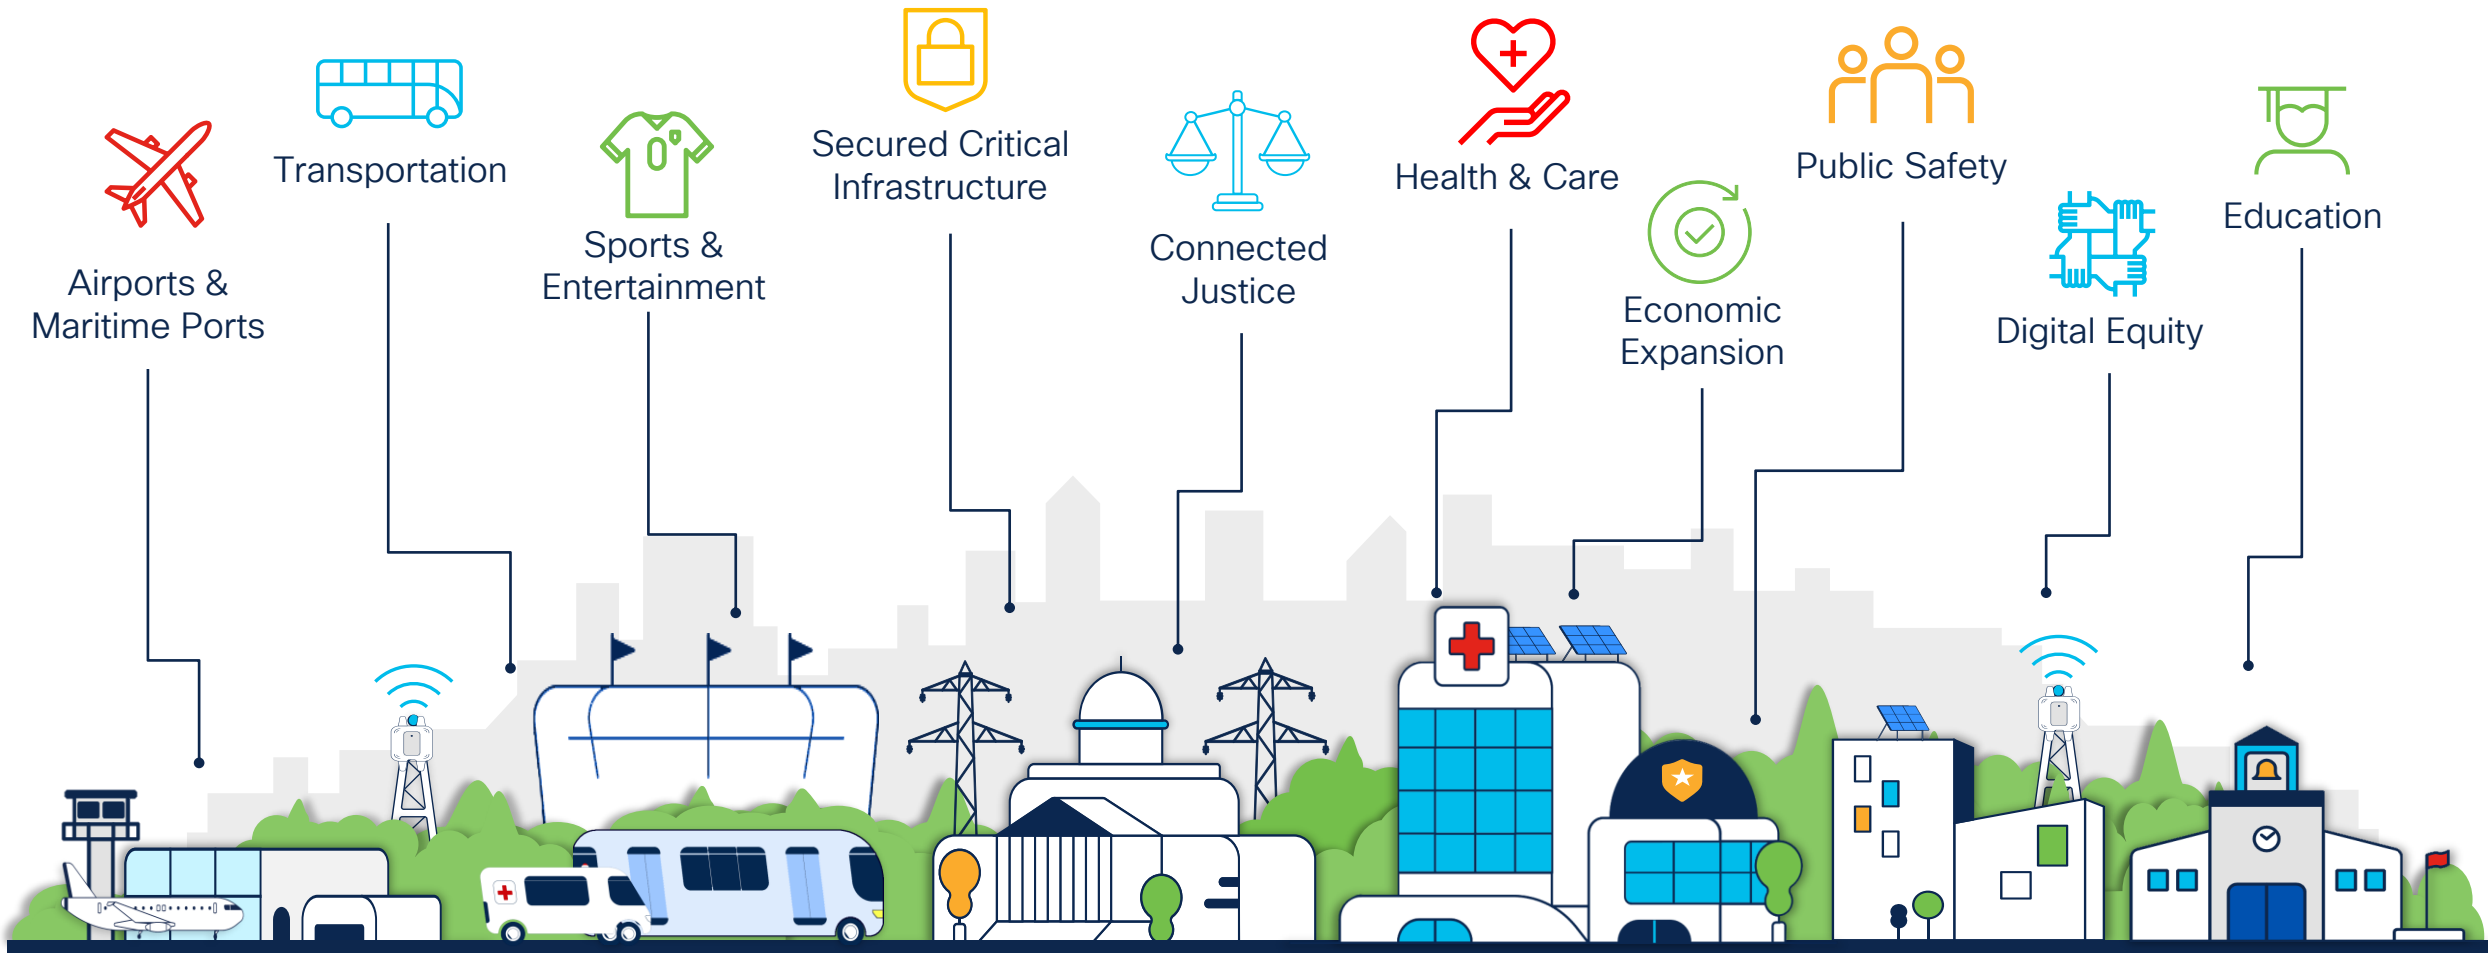 Airports &
Maritime Ports
Transportation
Sports &
Entertainment
0
Secured Critical
Infrastructure
Connected
Justice
Health & Care
Economic
Expansion
Public Safety
Digital Equity
Education